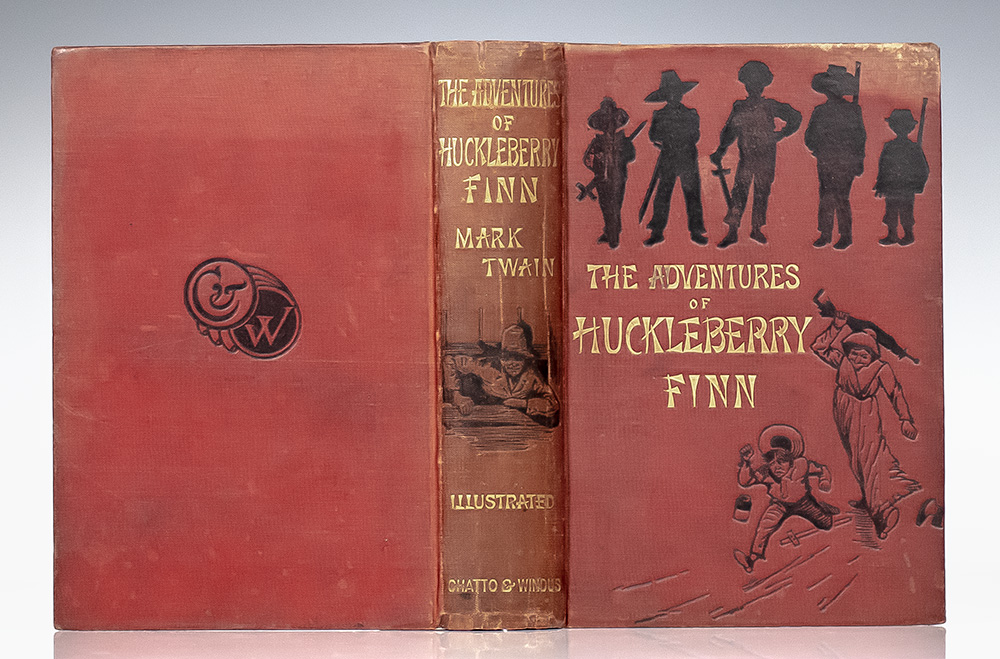 C & W
THE ADVENTURES
OF
HUCKLEBERRY
FINN
MARK
TWAIN
ILLUSTRATED
CHATTO & WINDUS
THE ADVENTURES
OF
HUCKLEBERRY
FINN